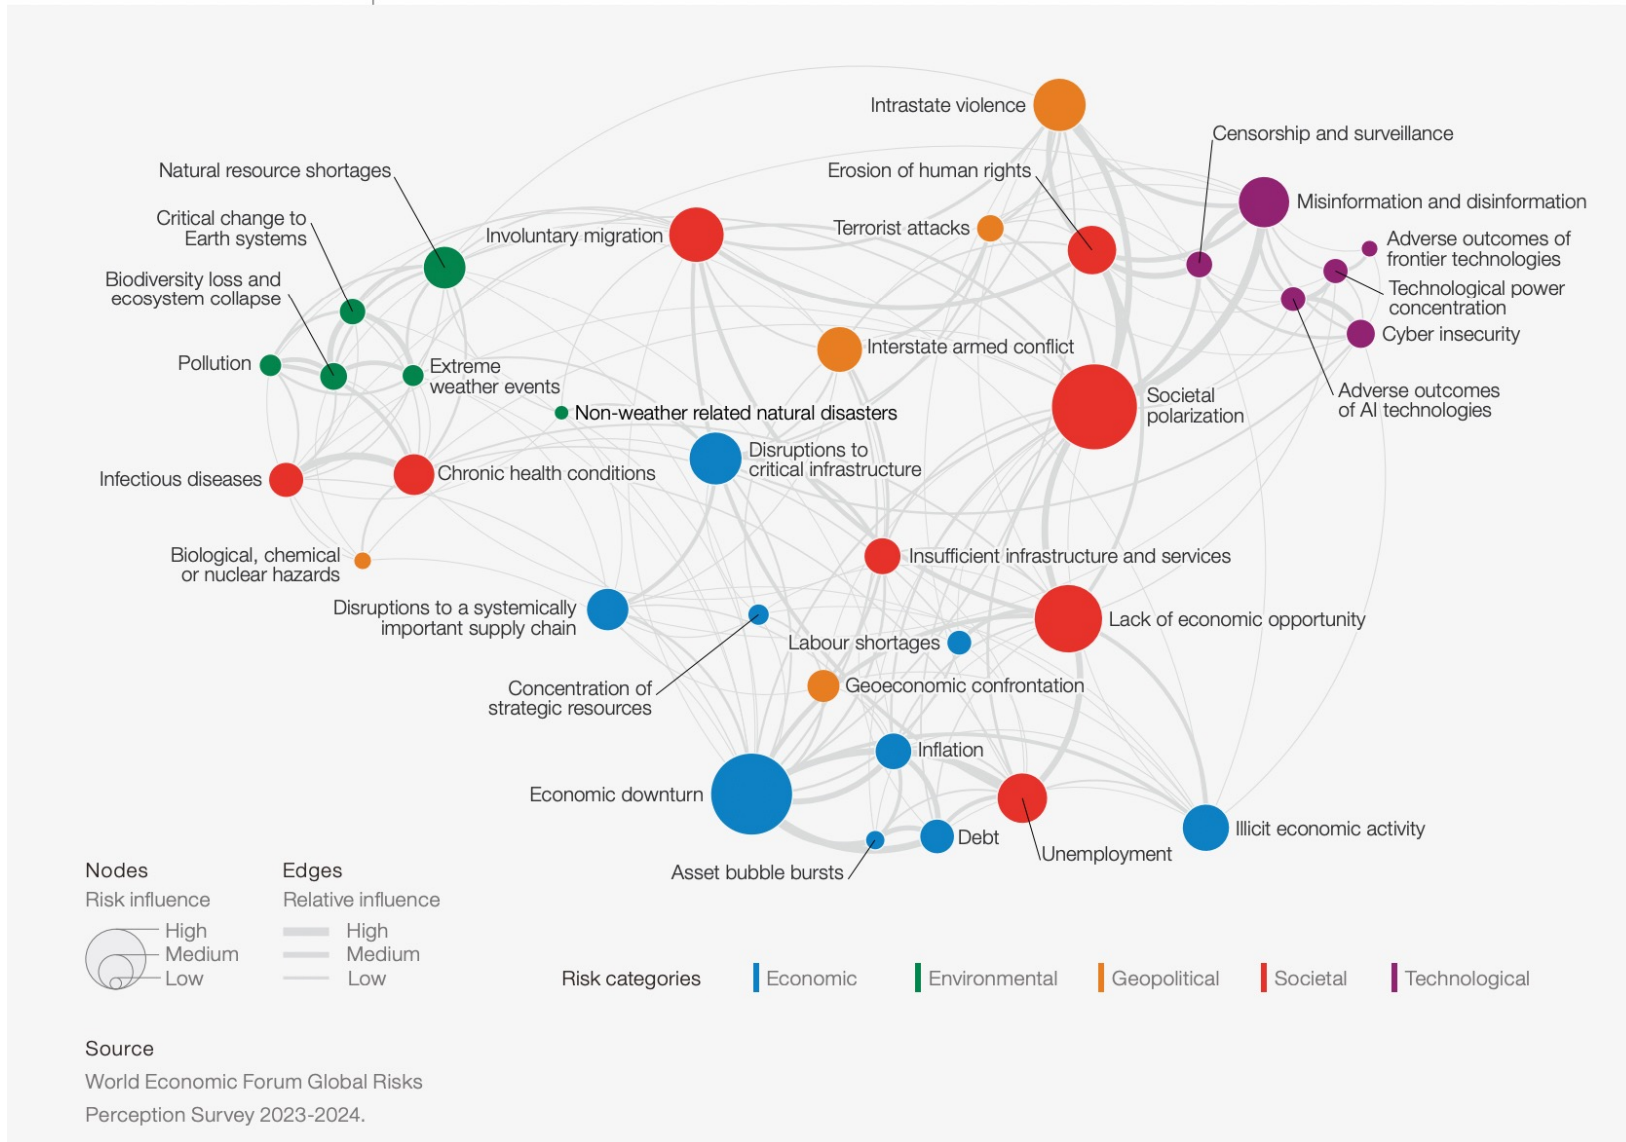 Intrastate violence
Censorship and surveillance
Natural resource shortages
Erosion of human rights
Misinformation and disinformation
Critical change to
Earth systems
Involuntary migration
Terrorist attacks
Adverse outcomes of
frontier technologies
Biodiversity loss and
ecosystem collapse
Technological power
concentration
Cyber insecurity
Interstate armed conflict
Pollution
Extreme
weather events
Societal
polarization
Adverse outcomes
of AI technologies
Non-weather related natural disasters
Disruptions to
critical infrastructure
Infectious diseases
Chronic health conditions
Biological, chemical
or nuclear hazards
Insufficient infrastructure and services
Disruptions to a systemically
important supply chain
Lack of economic opportunity
Labour shortages
Concentration of
strategic resources
Geoeconomic confrontation
Inflation
Economic downturn
Illicit economic activity
Debt
Unemployment
Asset bubble bursts
Nodes
Risk influence
High
Medium
Low
Edges
Relative influence
High
Medium
Low
Risk categories
Economic
Environmental
Geopolitical
Societal
Technological
Source
World Economic Forum Global Risks
Perception Survey 2023-2024.